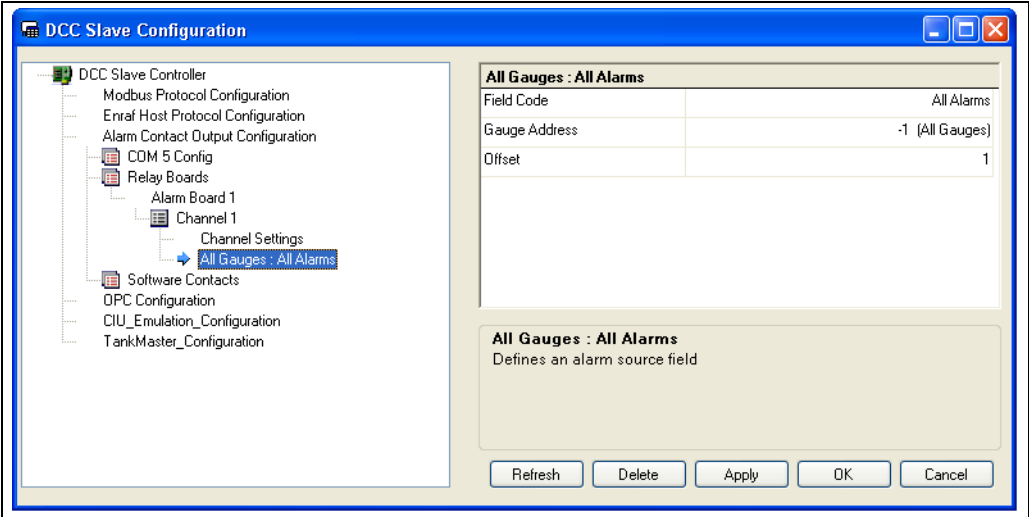 DCC Slave Configuration
DCC Slave Controller
Modbus Protocol Configuration
Enraf Host Protocol Configuration
Alarm Contact Output Configuration
COM 5 Config
Relay Boards
Alarm Board 1
Channel 1
Channel Settings
All Gauges : All Alarms
Software Contacts
OPC Configuration
CIU_Emulation_Configuration
TankMaster_Configuration
All Gauges : All Alarms
Field Code All Alarms
Gauge Address -1 (All Gauges)
Offset 1
All Gauges : All Alarms
Defines an alarm source field
Refresh Delete Apply OK Cancel